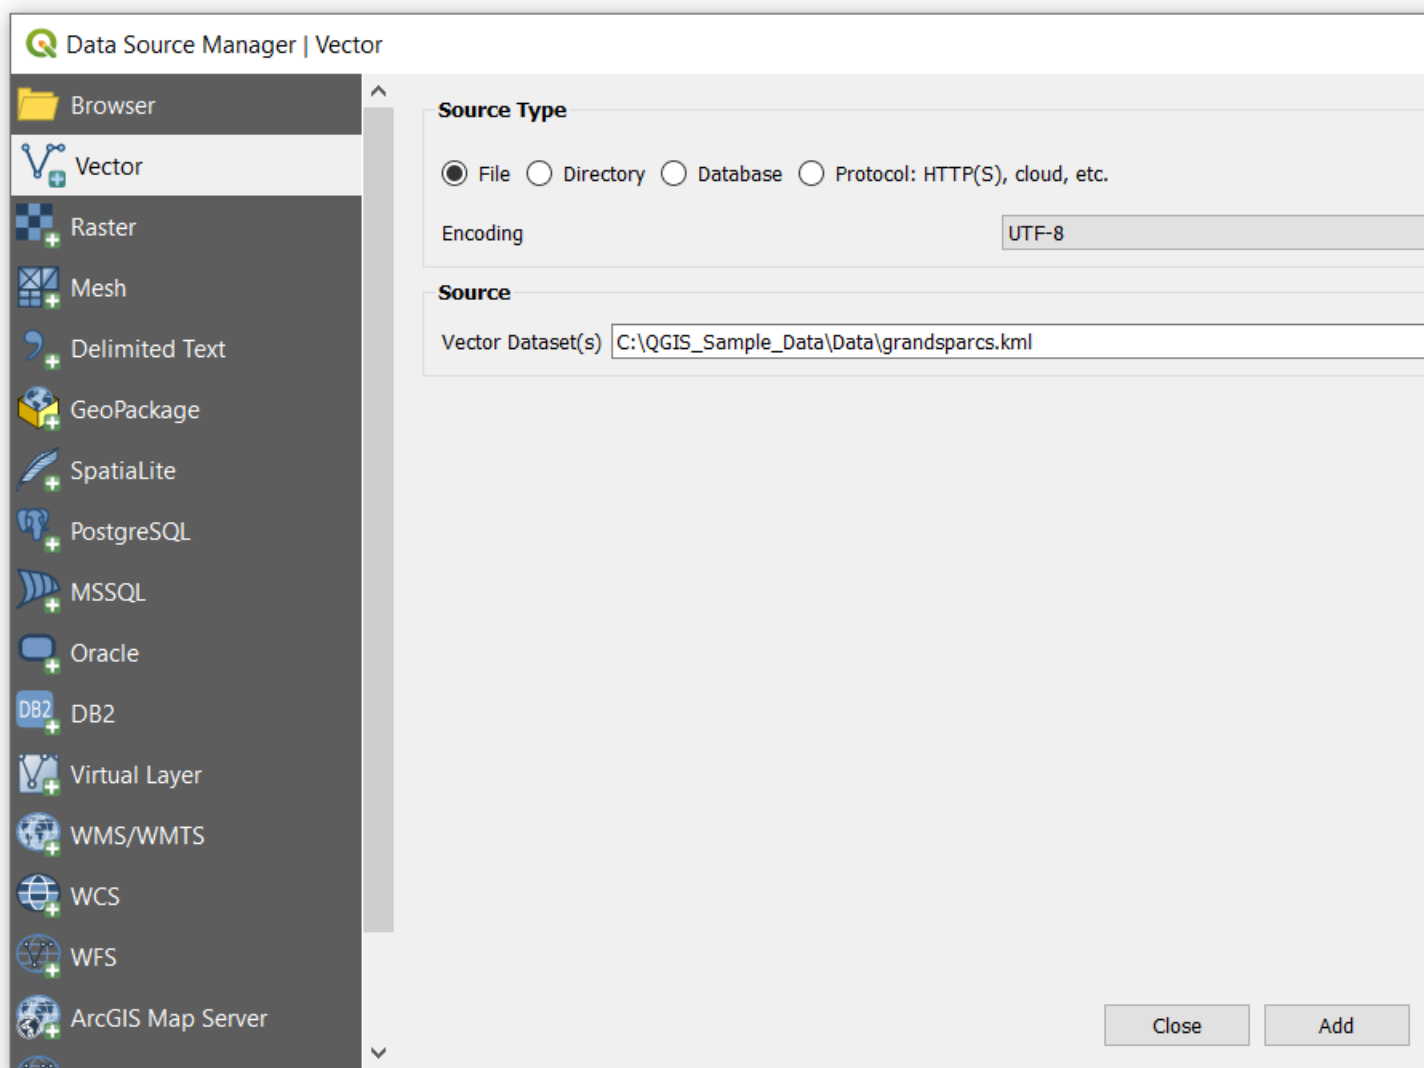 Data Source Manager | Vector
Browser
Vector
Raster
Mesh
Delimited Text
GeoPackage
SpatiaLite
PostgreSQL
MSSQL
Oracle
DB2
DB2
Virtual Layer
WMS/WMTS
WCS
WFS
ArcGIS Map Server
Source Type
File Directory Database Protocol: HTTP(S), cloud, etc.
Encoding UTF-8
Source
Vector Dataset(s) C:\QGIS_Sample_Data\Data\grandsparcs.kml
Close Add